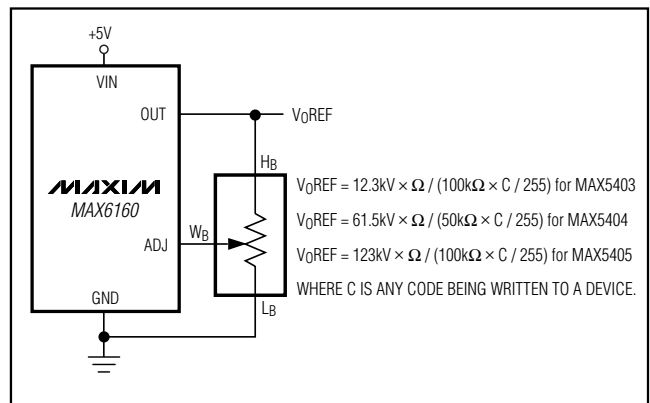 +5V
VIN
OUT
V0REF
HB
MAXIM
MAX6160
ADJ
WB
GND
LB
V0REF = 12.3kV × Ω / (100kΩ × C / 255) for MAX5403
V0REF = 61.5kV × Ω / (50kΩ × C / 255) for MAX5404
V0REF = 123kV × Ω / (100kΩ × C / 255) for MAX5405
WHERE C IS ANY CODE BEING WRITTEN TO A DEVICE.